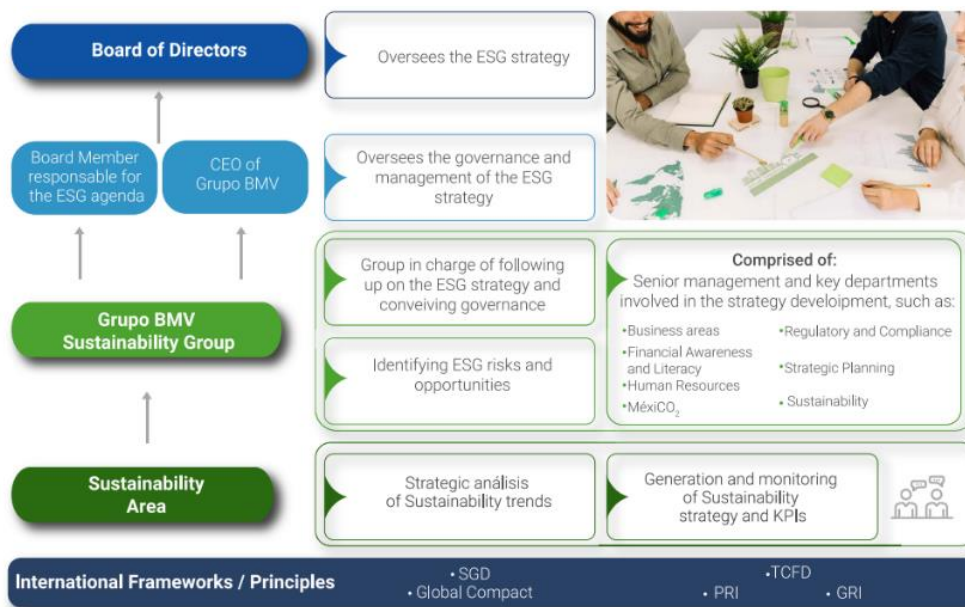 Board of Directors
Oversees the ESG strategy
Board Member
responsable for
the ESG agenda
CEO of
Grupo BMV
Oversees the governance and
management of the ESG
strategy
Grupo BMV
Sustainability Group
Group in charge of following
up on the ESG strategy and
conveiving governance
Identifying ESG risks and
opportunities
Comprised of:
Senior management and key departments
involved in the strategy develoipment, such as:
•Business areas
•Financial Awareness
and Literacy
•Human Resources
•MéxiCO₂
•Regulatory and Compliance
•Strategic Planning
• Sustainability
Sustainability
Area
Strategic análisis
of Sustainability trends
Generation and monitoring
of Sustainability
strategy and KPIs
International Frameworks / Principles
• SGD
• Global Compact
•TCFD
• PRI
• GRI